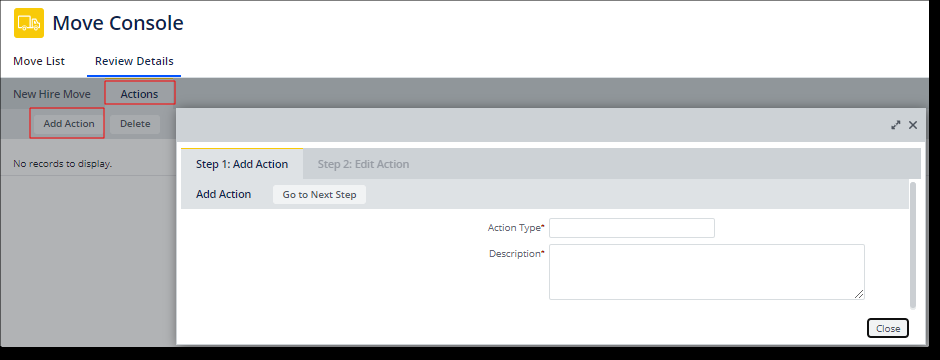 Move Console
Move List Review Details
New Hire Move Actions
Add Action Delete
No records to display.
Step 1: Add Action Step 2: Edit Action
Add Action Go to Next Step
Action Type*
Description*
Close